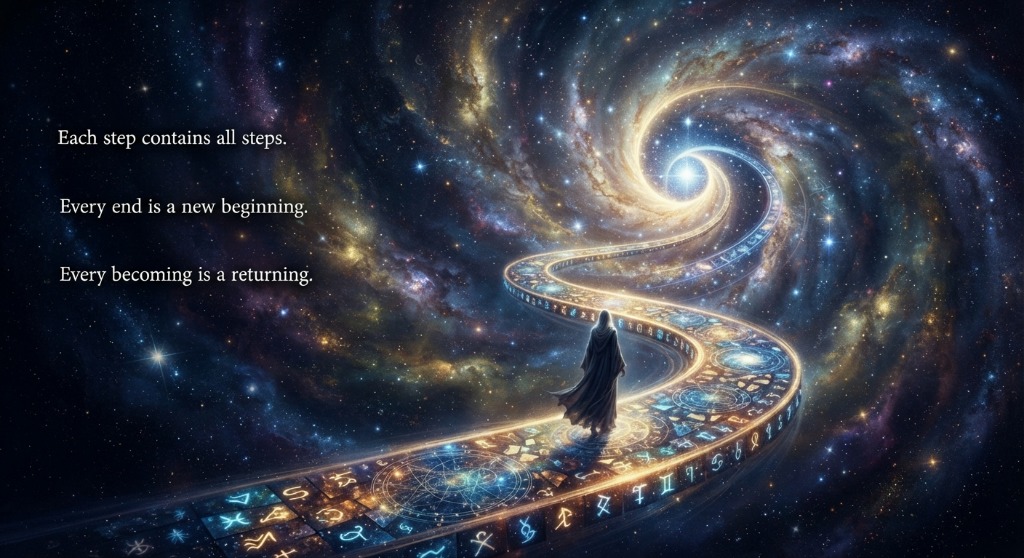 Each step contains all steps.
Every end is a new beginning.
Every becoming is a returning.